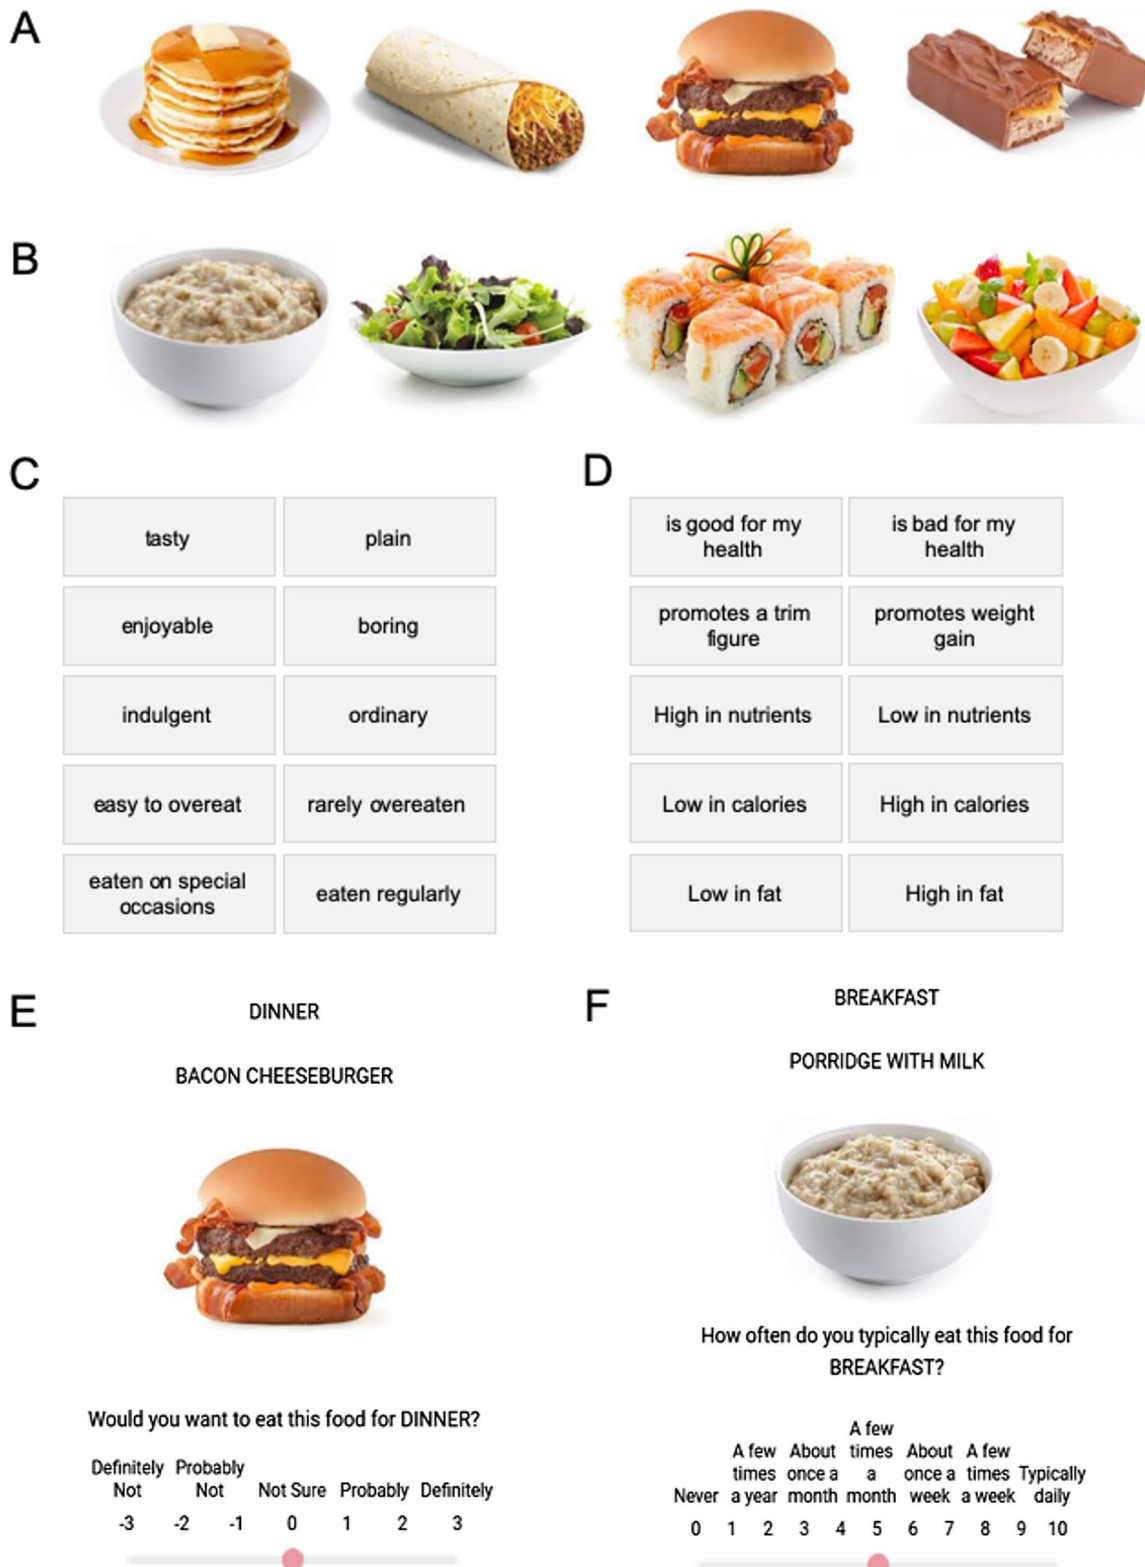 A
B
C
tasty
plain
enjoyable
boring
indulgent
ordinary
easy to overeat
rarely overeaten
eaten on special
occasions
eaten regularly
D
is good for my
health
is bad for my
health
promotes a trim
figure
promotes weight
gain
High in nutrients
Low in nutrients
Low in calories
High in calories
Low in fat
High in fat
E
DINNER
BACON CHEESEBURGER
Would you want to eat this food for DINNER?
Definitely
Not
Probably
Not
Not Sure
Probably
Definitely
-3 -2 -1 0 1 2 3
F
BREAKFAST
PORRIDGE WITH MILK
How often do you typically eat this food for
BREAKFAST?
Never
A few
times
a year
About
once a
month
A few
times
a
month
About
once a
week
A few
times
a week
Typically
daily
0 1 2 3 4 5 6 7 8 9 10